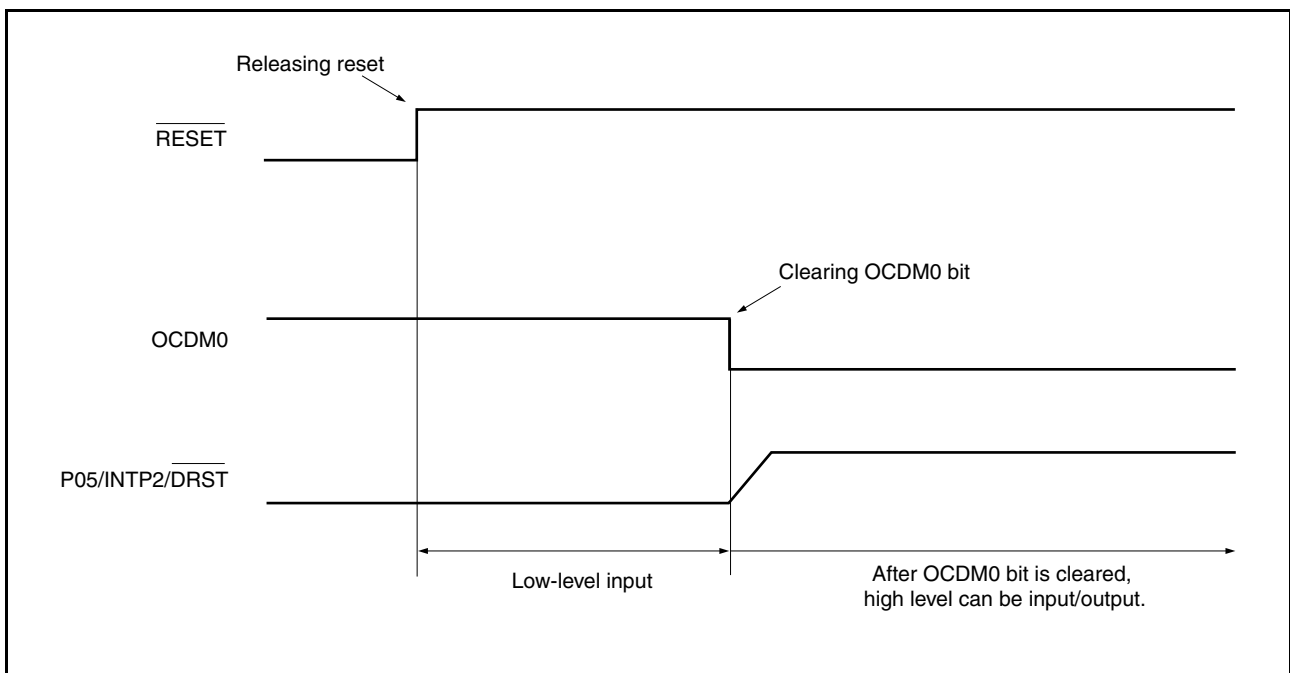 Releasing reset
RESET
Clearing OCDM0 bit
OCDM0
P05/INTP2/DRST
Low-level input
After OCDM0 bit is cleared,
high level can be input/output.